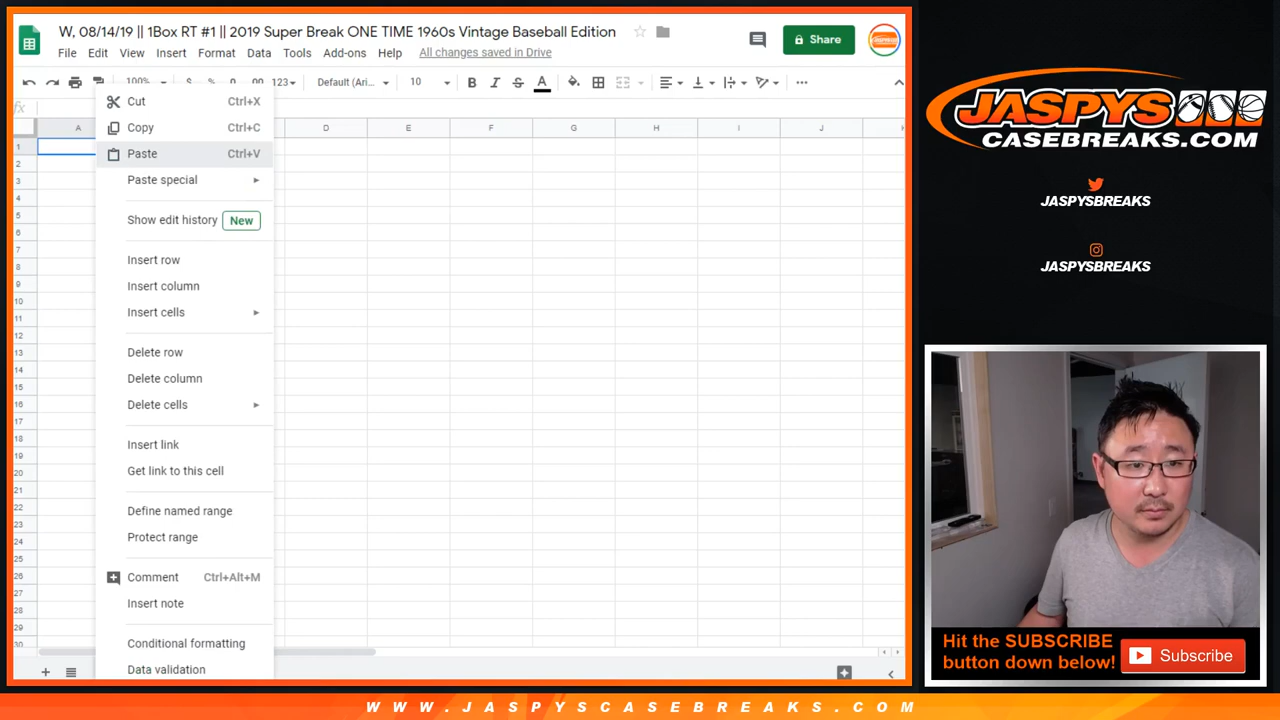 W, 08/14/19 || 1Box RT #1 || 2019 Super Break ONE TIME 1960s Vintage Baseball Edition
File Edit View Insert Format Data Tools Add-ons Help All changes saved in Drive
Share
100% $ % .0 .00 123 Default (Ari... 10 B I S A
fx
A D E F G H I J
1
2
3
4
5
6
7
8
9
10
11
12
13
14
15
16
17
18
19
20
21
22
23
24
25
26
27
28
29
30
Cut Ctrl+X
Copy Ctrl+C
Paste Ctrl+V
Paste special
Show edit history New
Insert row
Insert column
Insert cells
Delete row
Delete column
Delete cells
Insert link
Get link to this cell
Define named range
Protect range
Comment Ctrl+Alt+M
Insert note
Conditional formatting
Data validation
JASPYS
CASEBREAKS.COM
JASPYSBREAKS
JASPYSBREAKS
Hit the SUBSCRIBE
button down below!
Subscribe
WWW.JASPYSCASEBREAKS.COM